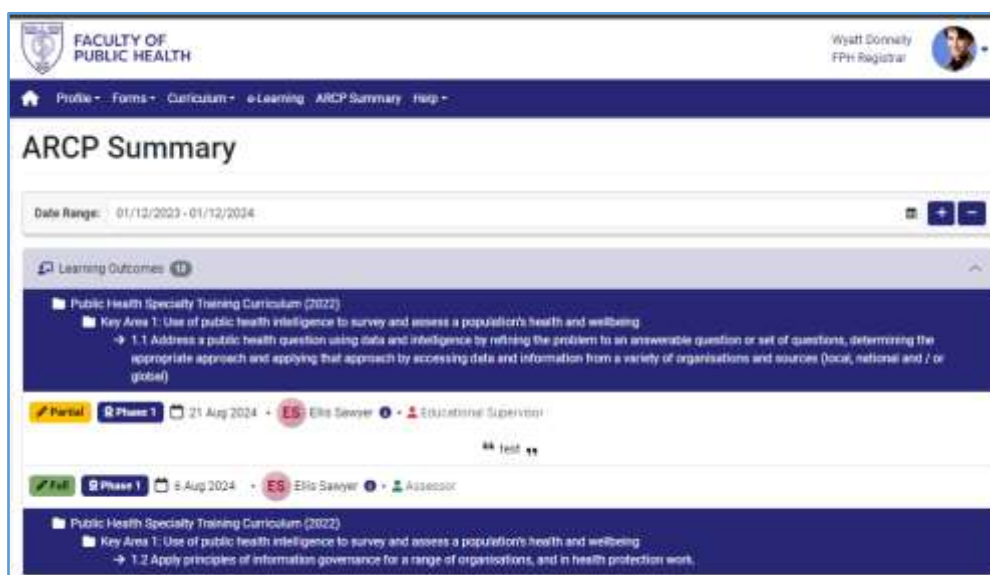 FACULTY OF
PUBLIC HEALTH
Wyatt Donnelly
FPH Registrar
Profile Forms Curriculum e-Learning ARCP Summary Help
ARCP Summary
Date Range: 01/12/2023 - 01/12/2024
Learning Outcomes 13
Public Health Specialty Training Curriculum (2022)
Key Area 1: Use of public health intelligence to survey and assess a population's health and wellbeing
→ 1.1 Address a public health question using data and intelligence by refining the problem to an answerable question or set of questions, determining the
appropriate approach and applying that approach by accessing data and information from a variety of organisations and sources (local, national and / or
global)
Partial Phase 1 21 Aug 2024 • ES Ellis Sawyer • Educational Supervisor
❝ test ❞
Full Phase 1 6 Aug 2024 • ES Ellis Sawyer • Assessor
Public Health Specialty Training Curriculum (2022)
Key Area 1: Use of public health intelligence to survey and assess a population's health and wellbeing
→ 1.2 Apply principles of information governance for a range of organisations, and in health protection work.